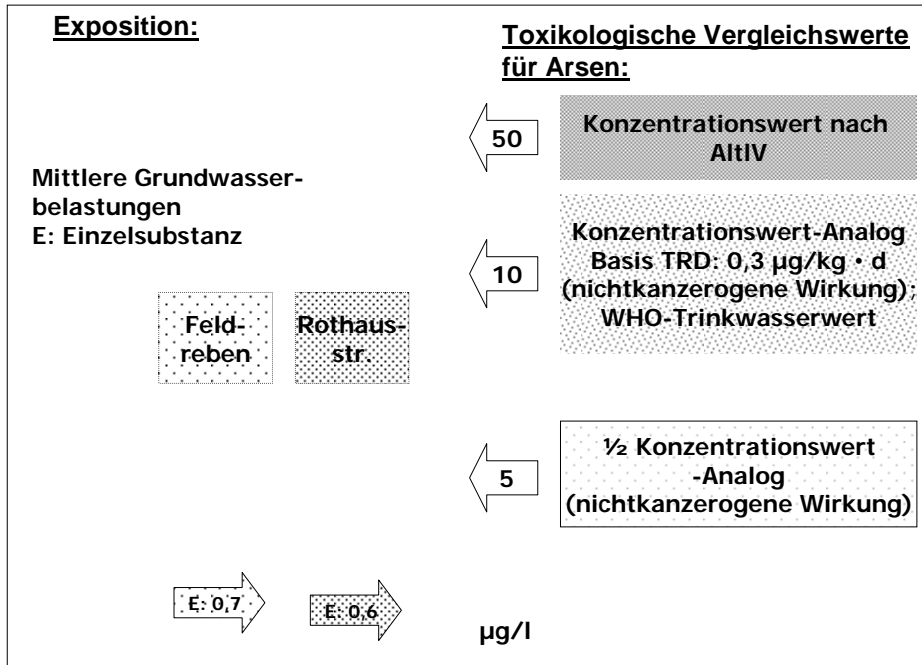 Exposition:
Toxikologische Vergleichswerte
für Arsen:
50
Konzentrationswert nach
AltlV
Mittlere Grundwasser-
belastungen
E: Einzelsubstanz
10
Konzentrationswert-Analog
Basis TRD: 0,3 µg/kg • d
(nichtkanzerogene Wirkung);
WHO-Trinkwasserwert
Feld-
reben
Rothaus-
str.
5
½ Konzentrationswert
-Analog
(nichtkanzerogene Wirkung)
E: 0,7
E: 0,6
µg/l